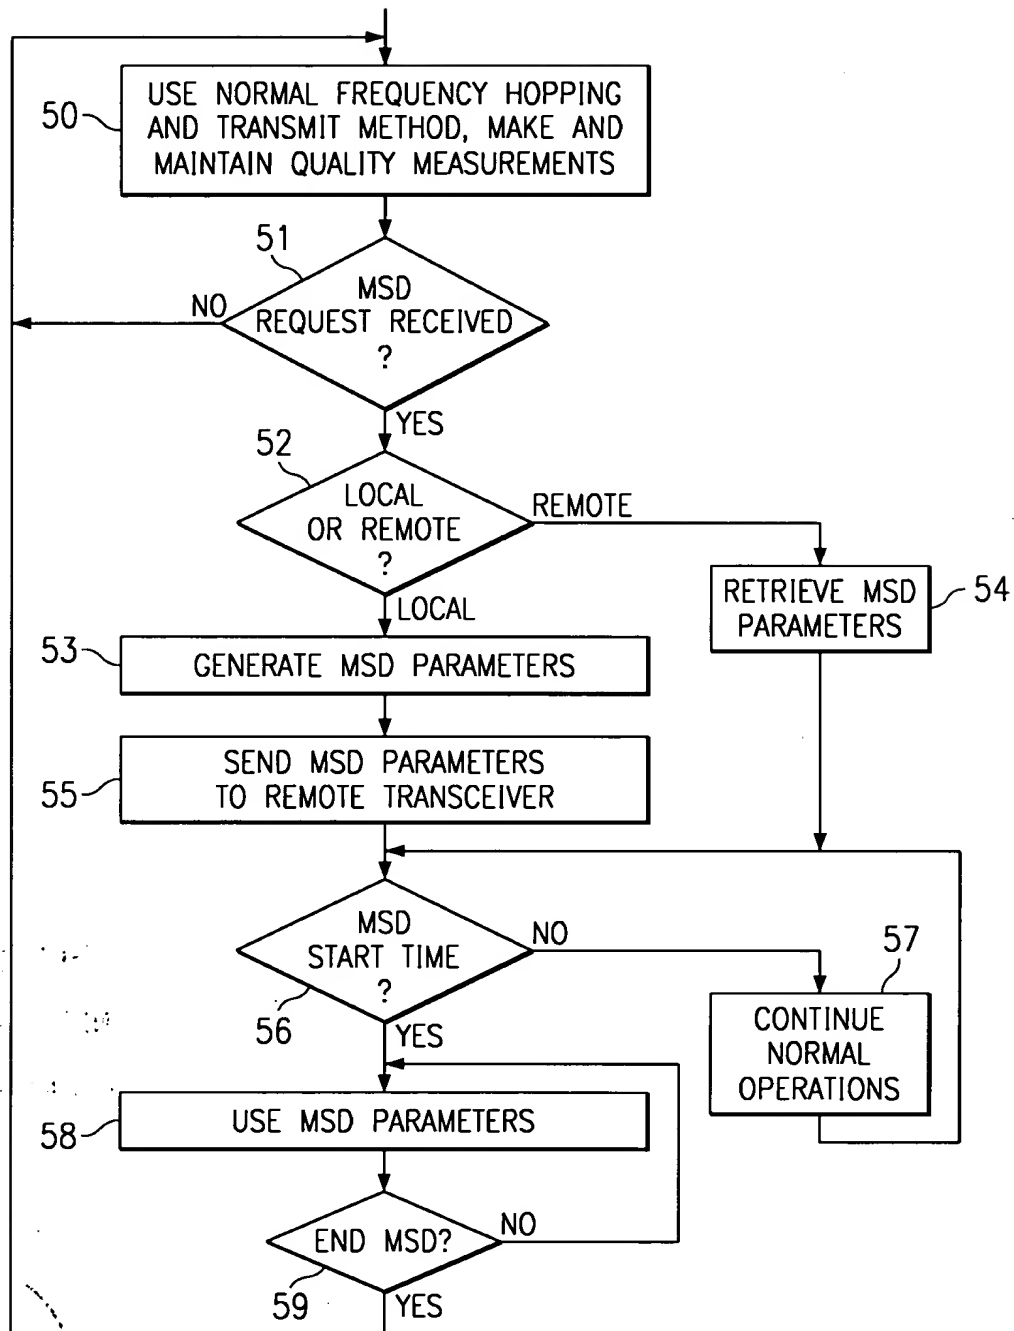 50
USE NORMAL FREQUENCY HOPPING
AND TRANSMIT METHOD, MAKE AND
MAINTAIN QUALITY MEASUREMENTS
51
MSD
REQUEST RECEIVED
?
NO
YES
52
LOCAL
OR REMOTE
?
REMOTE
LOCAL
RETRIEVE MSD
PARAMETERS
54
53
GENERATE MSD PARAMETERS
55
SEND MSD PARAMETERS
TO REMOTE TRANSCEIVER
MSD
START TIME
?
NO
56
YES
57
CONTINUE
NORMAL
OPERATIONS
58
USE MSD PARAMETERS
END MSD?
NO
59
YES